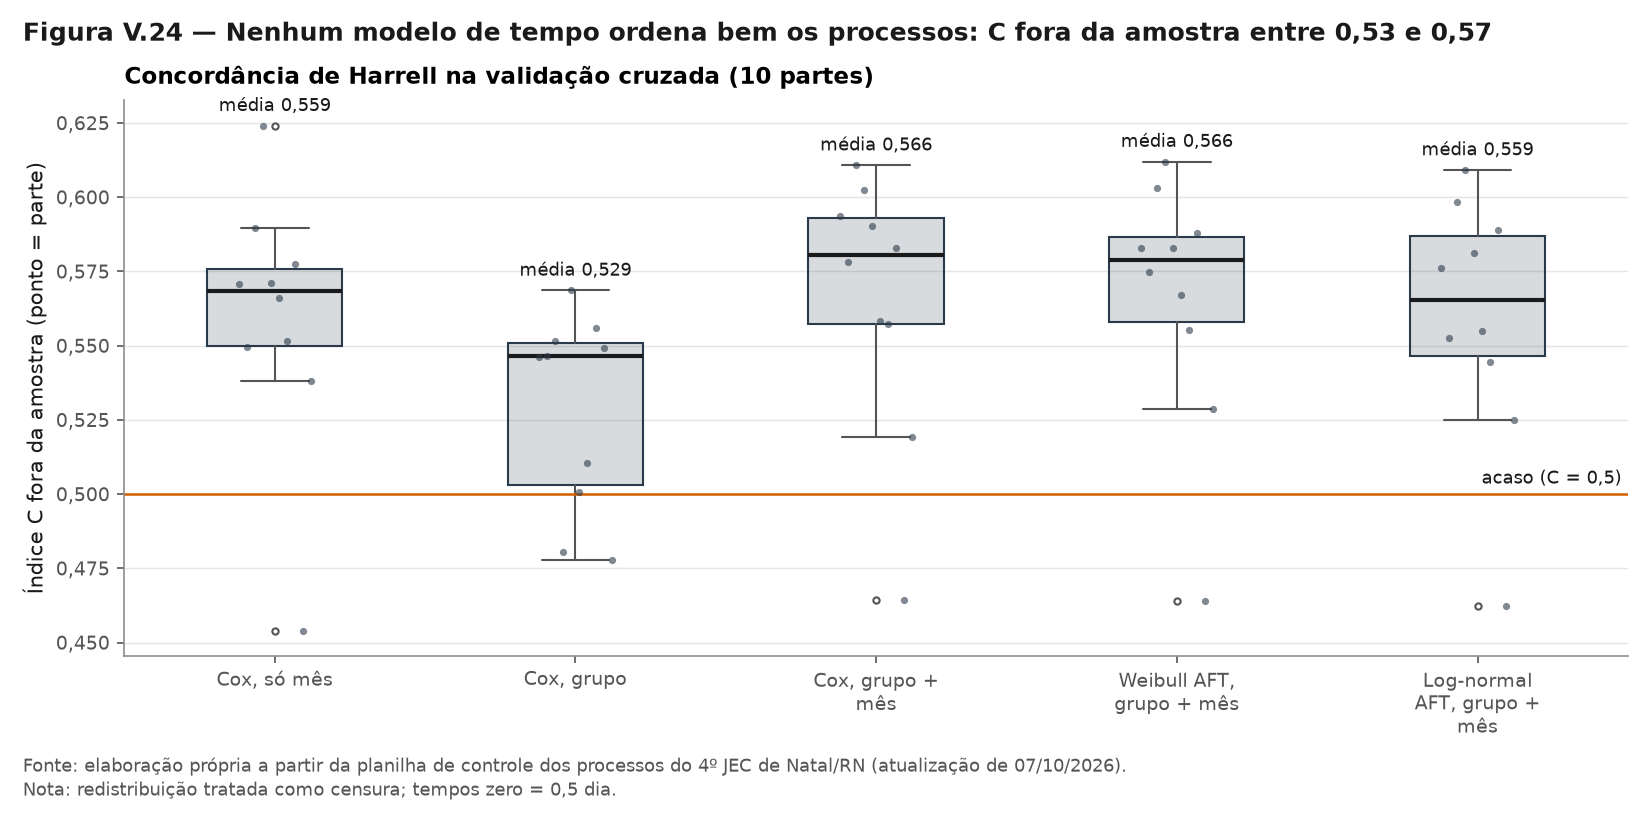 Figura V.24 — Nenhum modelo de tempo ordena bem os processos: C fora da amostra entre 0,53 e 0,57
Concordância de Harrell na validação cruzada (10 partes)
Índice C fora da amostra (ponto = parte)
0,625
0,600
0,575
0,550
0,525
0,500
0,475
0,450
média 0,559
média 0,529
média 0,566
média 0,566
média 0,559
acaso (C = 0,5)
Cox, só mês
Cox, grupo
Cox, grupo +
mês
Weibull AFT,
grupo + mês
Log-normal
AFT, grupo +
mês
Fonte: elaboração própria a partir da planilha de controle dos processos do 4º JEC de Natal/RN (atualização de 07/10/2026).
Nota: redistribuição tratada como censura; tempos zero = 0,5 dia.